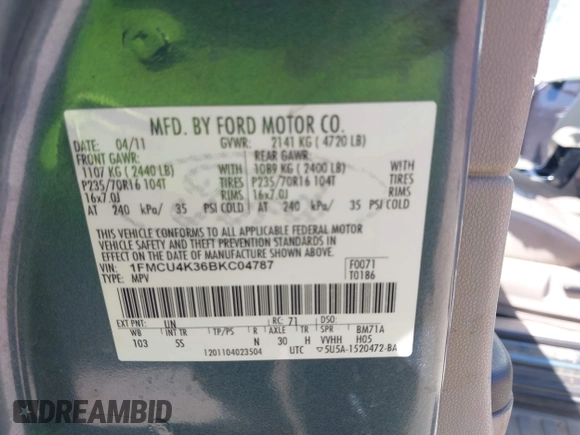 MFD. BY FORD MOTOR CO.
DATE: 04/11 GVWR: 2141 KG ( 4720 LB)
FRONT GAWR: REAR GAWR:
1107 KG ( 2440 LB) WITH 1089 KG ( 2400 LB) WITH
P235/70R16 104T TIRES P235/70R16 104T TIRES
16x7.0J RIMS 16x7.0J RIMS
AT 240 kPa/ 35 PSI COLD AT 240 kPa/ 35 PSI COLD
THIS VEHICLE CONFORMS TO ALL APPLICABLE FEDERAL MOTOR
VEHICLE SAFETY AND THEFT PREVENTION STANDARDS IN
EFFECT ON THE DATE OF MANUFACTURE SHOWN ABOVE.
VIN: 1FMCU4K36BKC04787 F0071
TYPE: MPV T0186
EXT PNT: UN RC: 71 DSO:
WB INT TR TP/PS R AXLE TR SPR BM71A
103 SS N 30 H VVHH H05
1201104023504 UTC ▽5U5A-1520472-BA
DREAMBID